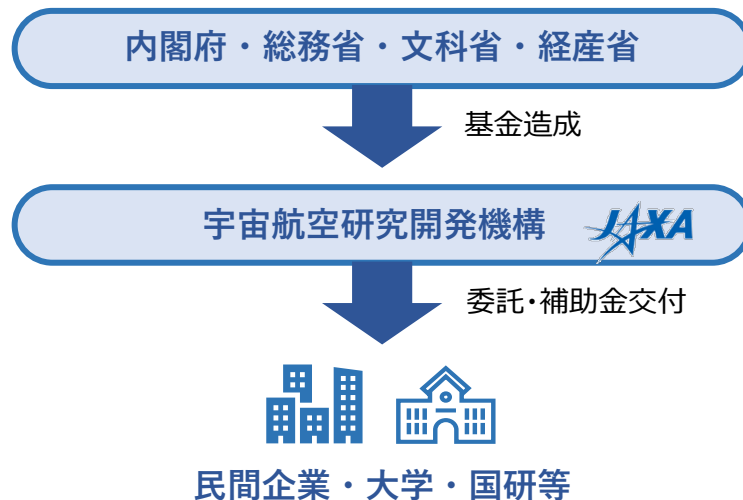 内閣府・総務省・文科省・経産省
基金造成
宇宙航空研究開発機構 JAXA
委託・補助金交付
民間企業・大学・国研等